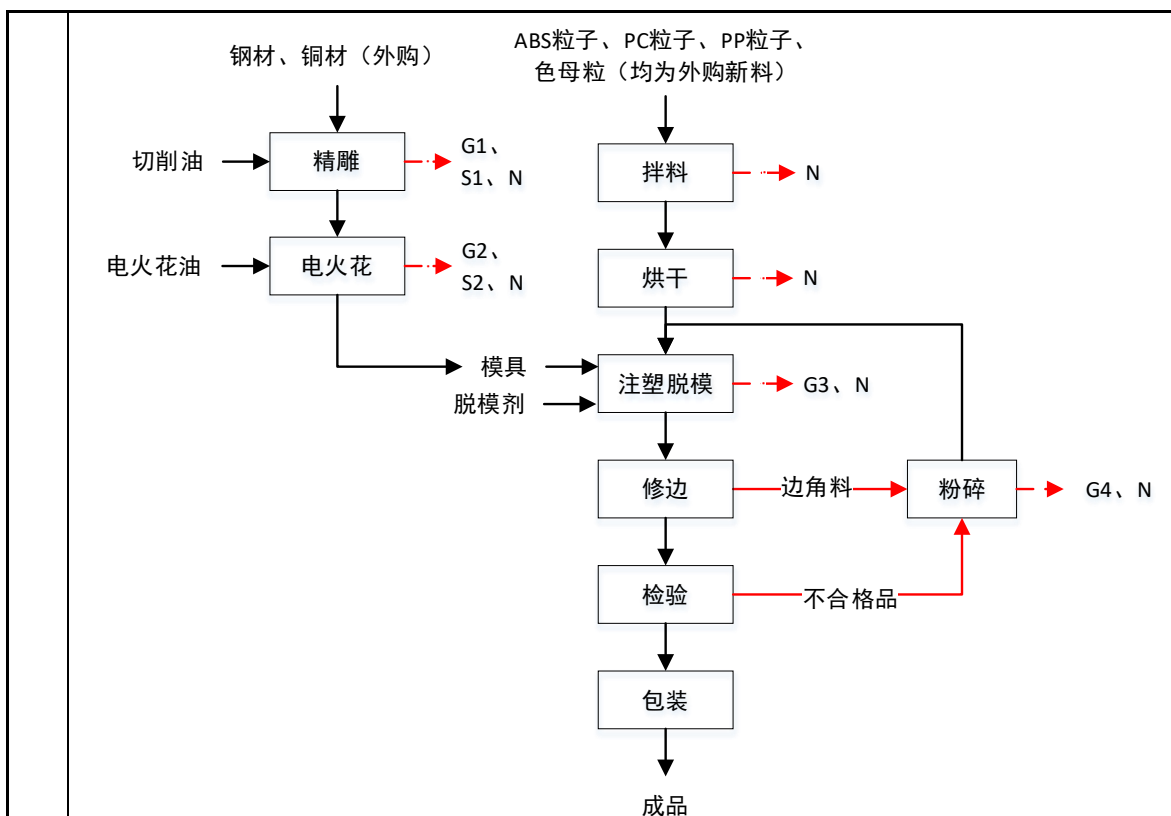 钢材、铜材（外购）
ABS粒子、PC粒子、PP粒子、
色母粒（均为外购新料）
切削油
精雕
G1、
S1、N
拌料
N
电火花油
电火花
G2、
S2、N
烘干
N
模具
脱模剂
注塑脱模
G3、N
修边
边角料
粉碎
G4、N
检验
不合格品
包装
成品